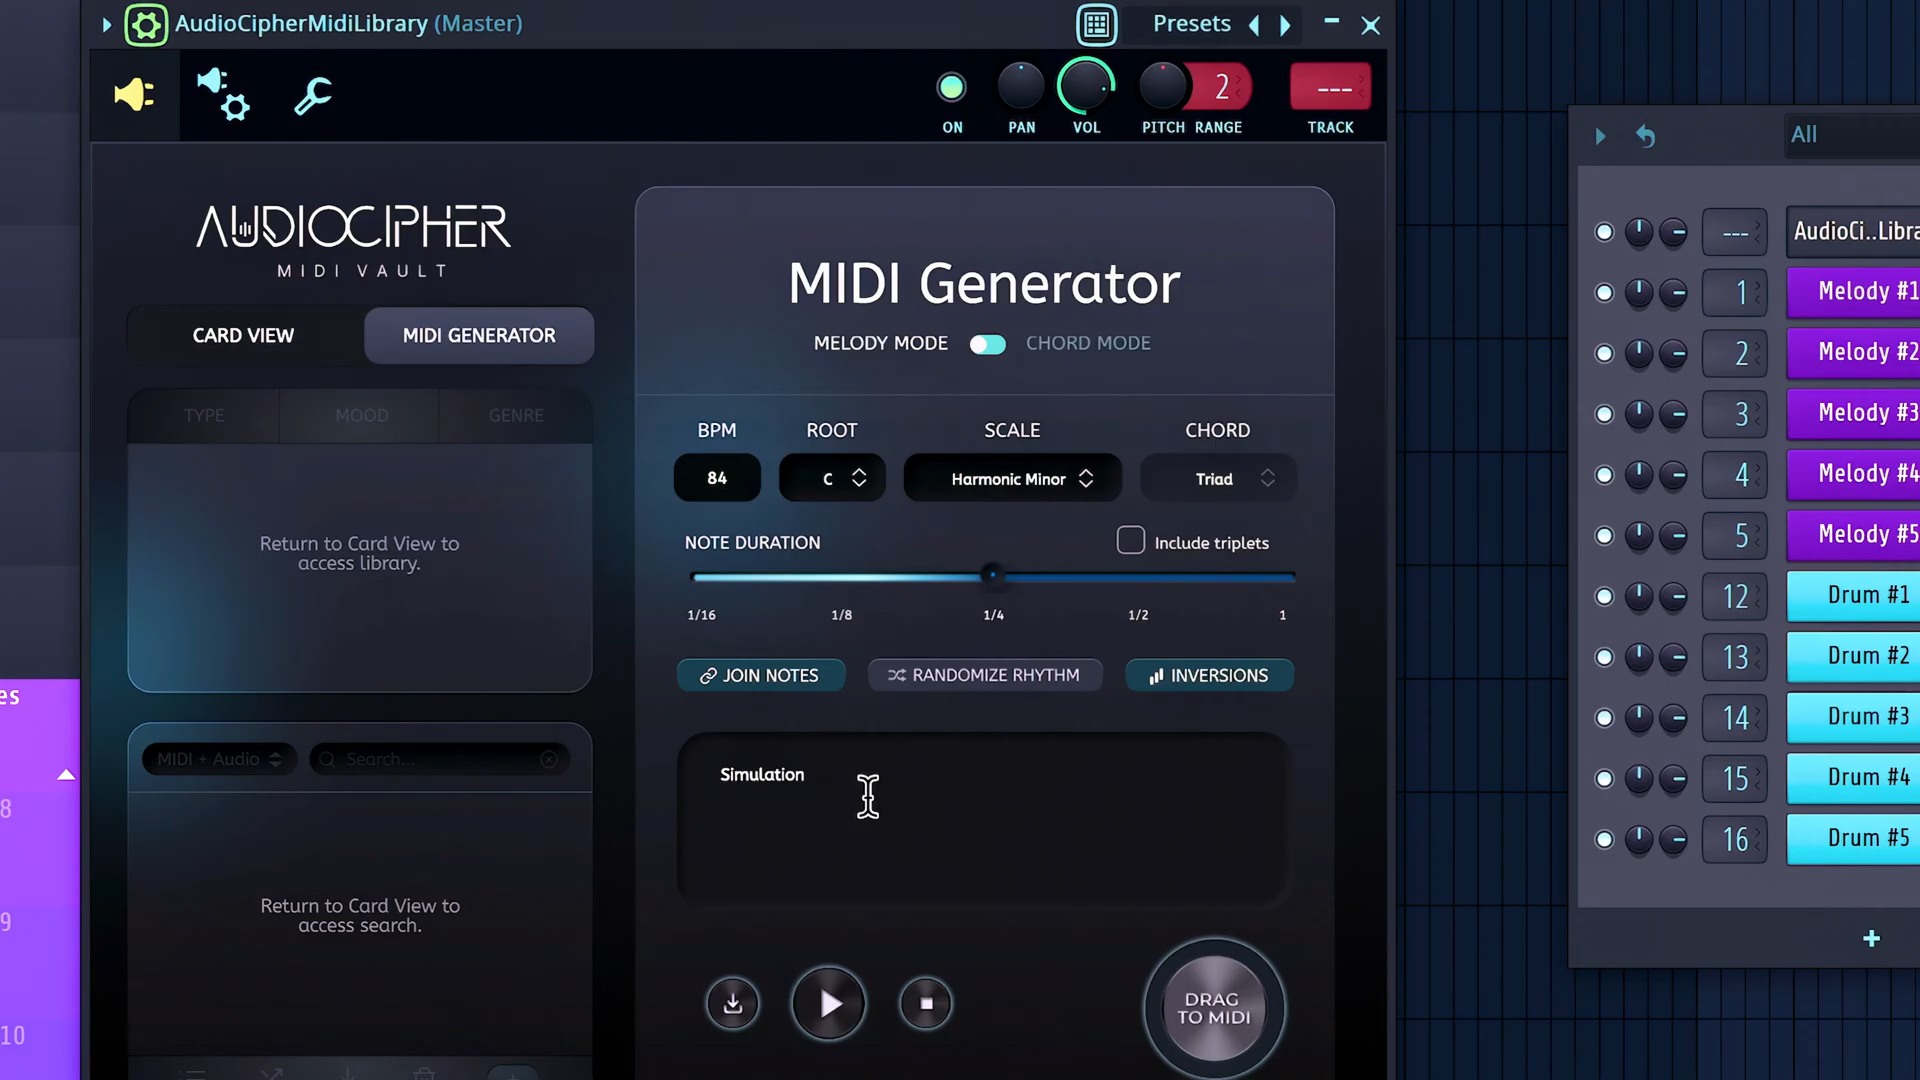 AudioCipherMidiLibrary (Master)
Presets
2
---
ON
PAN
VOL
PITCH
RANGE
TRACK
AUDIOCIPHER
MIDI VAULT
CARD VIEW
MIDI GENERATOR
TYPE
MOOD
GENRE
Return to Card View to
access library.
MIDI + Audio
Search...
Return to Card View to
access search.
MIDI Generator
MELODY MODE
CHORD MODE
BPM
ROOT
SCALE
CHORD
84
C
Harmonic Minor
Triad
NOTE DURATION
Include triplets
1/16
1/8
1/4
1/2
1
JOIN NOTES
RANDOMIZE RHYTHM
INVERSIONS
Simulation
DRAG
TO MIDI
es
8
9
10
All
--- AudioCi..Libra
1 Melody #1
2 Melody #2
3 Melody #3
4 Melody #4
5 Melody #5
12 Drum #1
13 Drum #2
14 Drum #3
15 Drum #4
16 Drum #5
+